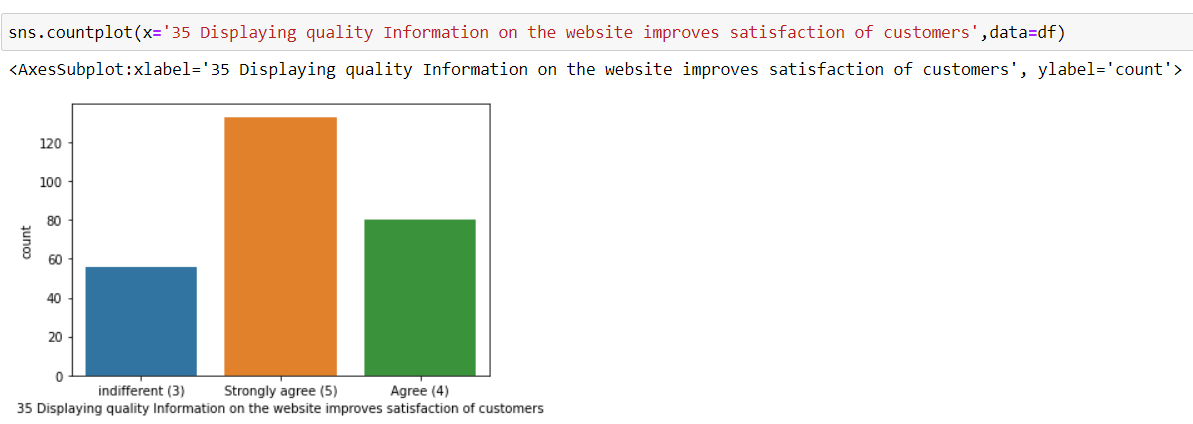 sns.countplot(x='35 Displaying quality Information on the website improves satisfaction of customers',data=df)
<AxesSubplot:xlabel='35 Displaying quality Information on the website improves satisfaction of customers', ylabel='count'>
120
100
80
60
40
20
0
count
indifferent (3) Strongly agree (5) Agree (4)
35 Displaying quality Information on the website improves satisfaction of customers